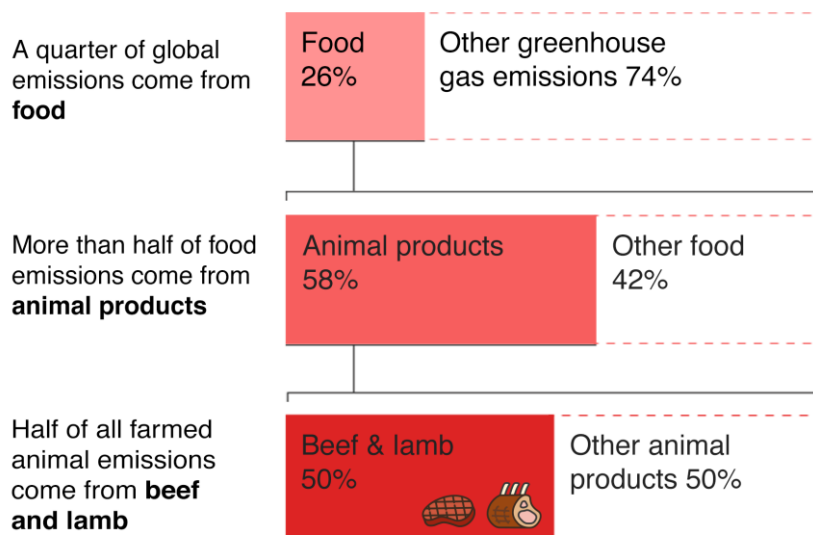 A quarter of global
emissions come from
food
Food
26%
Other greenhouse
gas emissions 74%
More than half of food
emissions come from
animal products
Animal products
58%
Other food
42%
Half of all farmed
animal emissions
come from beef
and lamb
Beef & lamb
50%
Other animal
products 50%